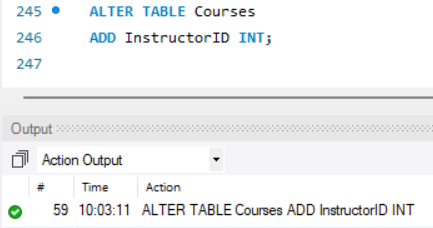 245 ALTER TABLE Courses
246 ADD InstructorID INT;
247
Output
Action Output
# Time Action
59 10:03:11 ALTER TABLE Courses ADD InstructorID INT